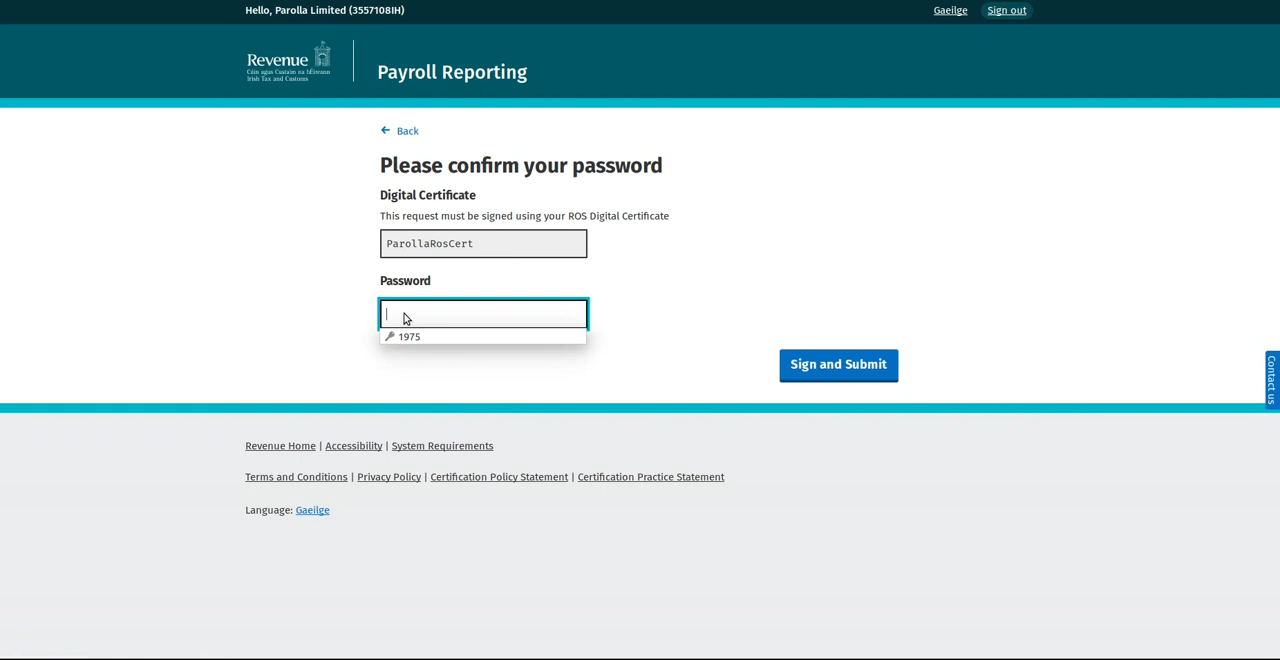 Hello, Parolla Limited (3557108IH)
Gaeilge
Sign out
Revenue
Cáin agus Custaim na hÉireann
Irish Tax and Customs
Payroll Reporting
Back
Please confirm your password
Digital Certificate
This request must be signed using your ROS Digital Certificate
ParollaRosCert
Password
1975
Sign and Submit
Contact us
Revenue Home | Accessibility | System Requirements
Terms and Conditions | Privacy Policy | Certification Policy Statement | Certification Practice Statement
Language: Gaeilge